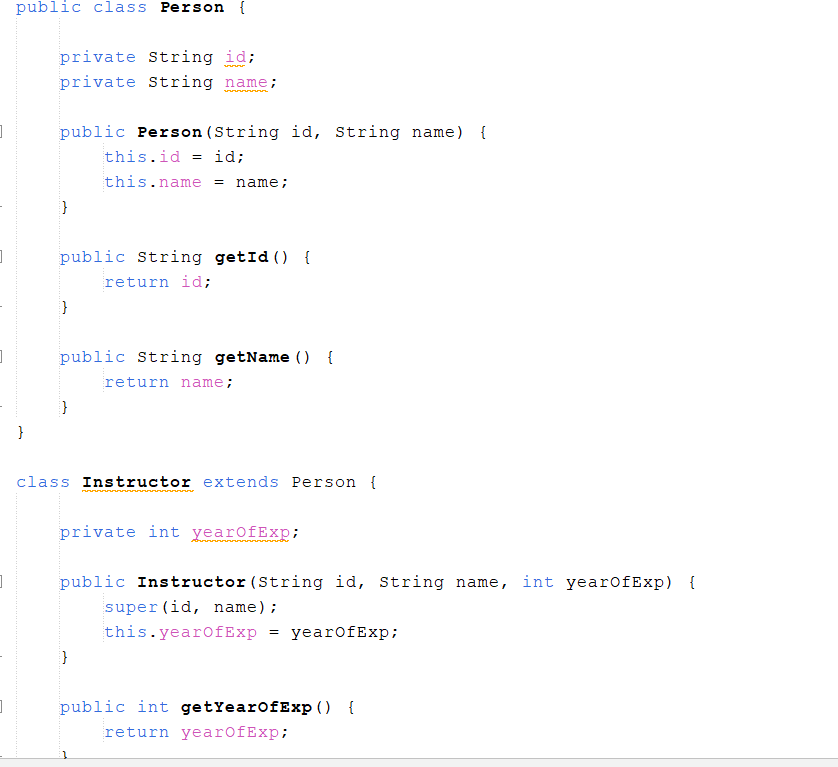 public class Person {
private String id;
private String name;
public Person(String id, String name) {
this.id = id;
this.name = name;
}
public String getId() {
return id;
}
public String getName() {
return name;
}
}
class Instructor extends Person {
private int yearOfExp;
public Instructor(String id, String name, int yearOfExp) {
super(id, name);
this.yearOfExp = yearOfExp;
}
public int getYearOfExp() {
return yearOfExp;
}